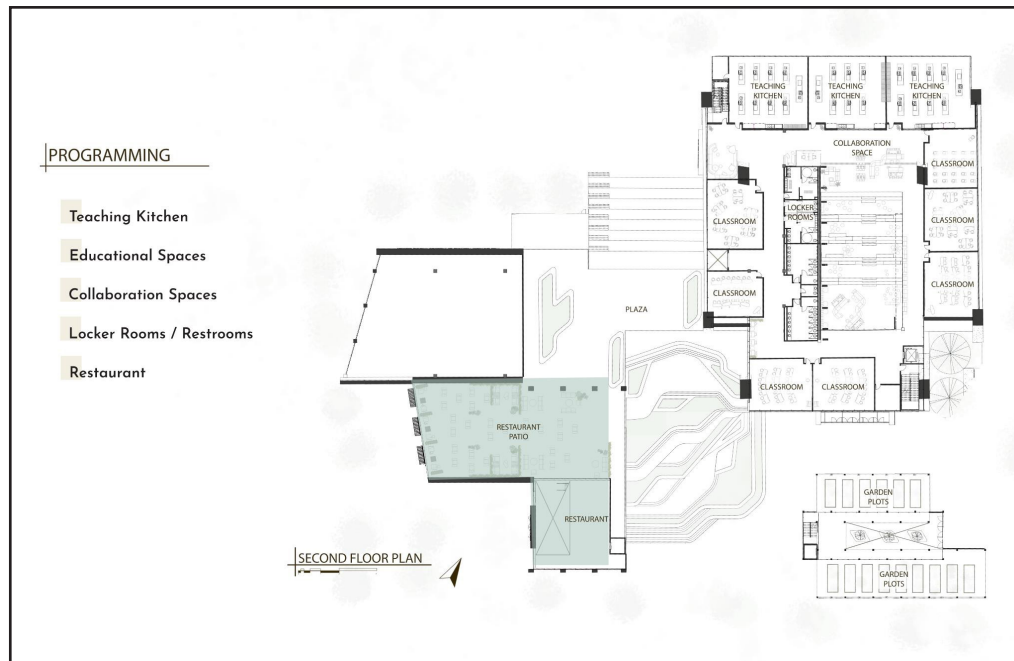 PROGRAMMING
Teaching Kitchen
Educational Spaces
Collaboration Spaces
Locker Rooms / Restrooms
Restaurant
TEACHING
KITCHEN
TEACHING
KITCHEN
TEACHING
KITCHEN
COLLABORATION
SPACE
CLASSROOM
LOCKER
ROOMS
CLASSROOM
CLASSROOM
CLASSROOM
CLASSROOM
PLAZA
CLASSROOM
CLASSROOM
RESTAURANT
PATIO
RESTAURANT
GARDEN
PLOTS
GARDEN
PLOTS
SECOND FLOOR PLAN